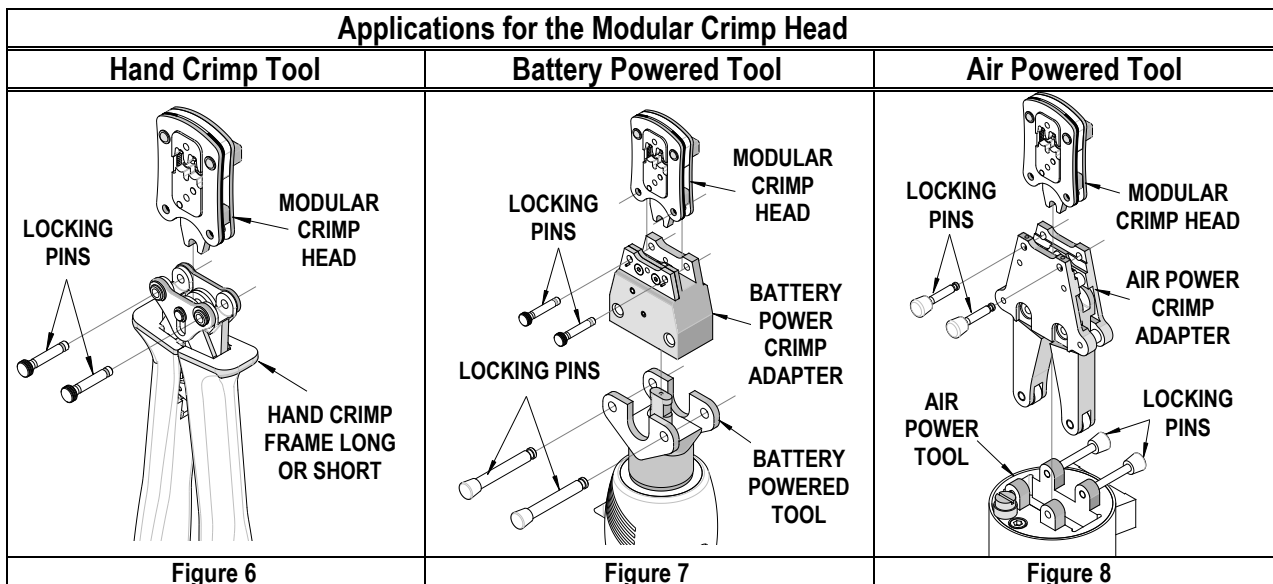 Applications for the Modular Crimp Head
Hand Crimp Tool
Battery Powered Tool
Air Powered Tool
LOCKING
PINS
MODULAR
CRIMP
HEAD
HAND CRIMP
FRAME LONG
OR SHORT
Figure 6
LOCKING
PINS
MODULAR
CRIMP
HEAD
BATTERY
POWER
CRIMP
ADAPTER
LOCKING PINS
BATTERY
POWERED
TOOL
Figure 7
LOCKING
PINS
MODULAR
CRIMP HEAD
AIR POWER
CRIMP
ADAPTER
AIR
POWER
TOOL
LOCKING
PINS
Figure 8